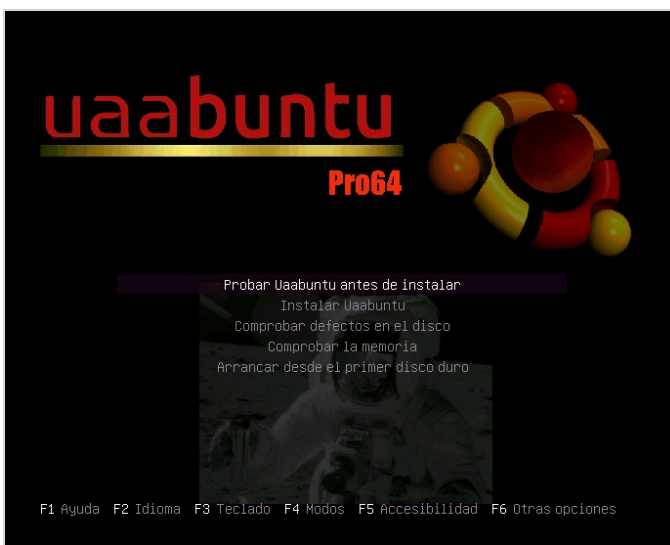 uaabuntu
Pro64
Probar Uaabuntu antes de instalar
Instalar Uaabuntu
Comprobar defectos en el disco
Comprobar la memoria
Arrancar desde el primer disco duro
F1 Ayuda F2 Idioma F3 Teclado F4 Modos F5 Accesibilidad F6 Otras opciones